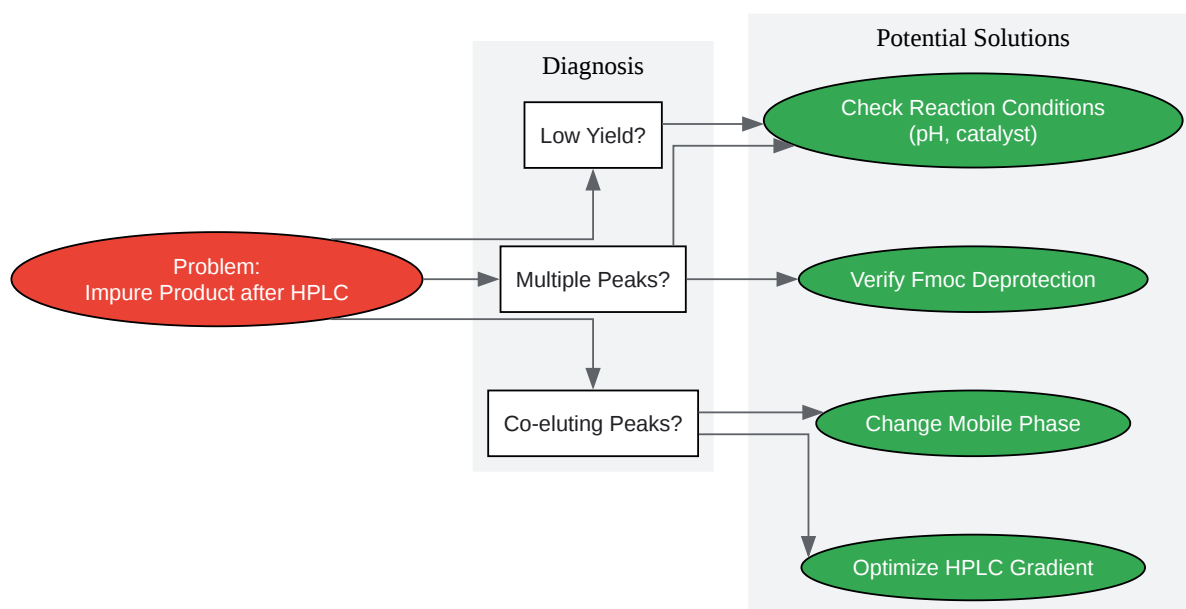 Potential Solutions
Diagnosis
Check Reaction Conditions
(pH, catalyst)
Low Yield?
Problem:
Impure Product after HPLC
Multiple Peaks?
Verify Fmoc Deprotection
Co-eluting Peaks?
Change Mobile Phase
Optimize HPLC Gradient